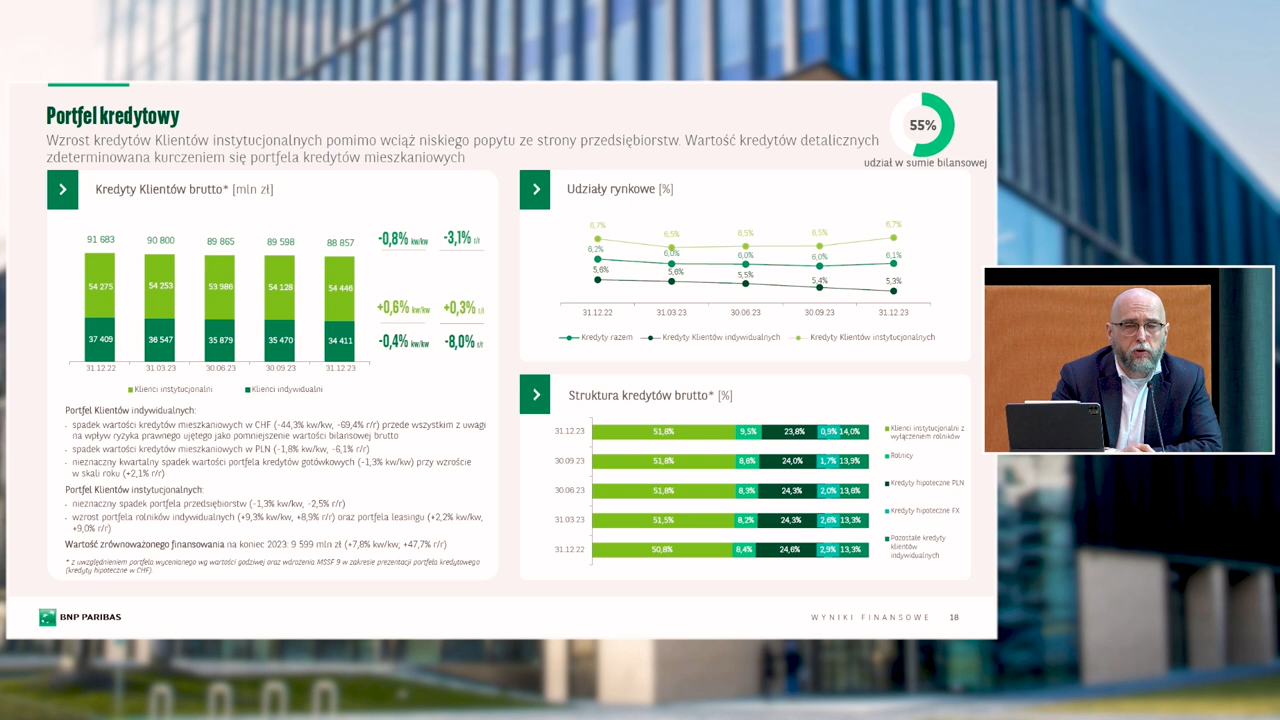 Portfel kredytowy
Wzrost kredytów Klientów instytucjonalnych pomimo wciąż niskiego popytu ze strony przedsiębiorstw. Wartość kredytów detalicznych
zdeterminowana kurczeniem się portfela kredytów mieszkaniowych
55%
udział w sumie bilansowej
Kredyty Klientów brutto* [mln zł]
91 683 90 800 89 865 89 598 88 857
54 275 54 253 53 986 54 128 54 446
37 409 36 547 35 879 35 470 34 411
31.12.22 31.03.23 30.06.23 30.09.23 31.12.23
-0,8% kw/kw -3,1% r/r
+0,6% kw/kw +0,3% r/r
-0,4% kw/kw -8,0% r/r
Klienci instytucjonalni Klienci indywidualni
Portfel Klientów indywidualnych:
- spadek wartości kredytów mieszkaniowych w CHF (-44,3% kw/kw, -69,4% r/r) przede wszystkim z uwagi
na wpływ ryzyka prawnego ujętego jako pomniejszenie wartości bilansowej brutto
- spadek wartości kredytów mieszkaniowych w PLN (-1,8% kw/kw, -6,1% r/r)
- nieznaczny kwartalny spadek wartości portfela kredytów gotówkowych (-1,3% kw/kw) przy wzroście
w skali roku (+2,1% r/r)
Portfel Klientów instytucjonalnych:
- nieznaczny spadek portfela przedsiębiorstw (-1,3% kw/kw, -2,5% r/r)
- wzrost portfela rolników indywidualnych (+9,3% kw/kw, +8,9% r/r) oraz portfela leasingu (+2,2% kw/kw,
+9,0% r/r)
Wartość zrównoważonego finansowania na koniec 2023: 9 599 mln zł (+7,8% kw/kw, +47,7% r/r)
* z uwzględnieniem portfela wycenionego wg wartości godziwej oraz wdrożenia MSSF 9 w zakresie prezentacji portfela kredytowego
(kredyty hipoteczne w CHF).
Udziały rynkowe [%]
6,7% 6,5% 6,5% 6,5% 6,7%
6,2% 6,0% 6,0% 6,0% 6,1%
5,6% 5,6% 5,5% 5,4% 5,3%
31.12.22 31.03.23 30.06.23 30.09.23 31.12.23
Kredyty razem Kredyty Klientów indywidualnych Kredyty Klientów instytucjonalnych
Struktura kredytów brutto* [%]
31.12.23 51,8% 9,5% 23,8% 0,9% 14,0%
30.09.23 51,8% 8,6% 24,0% 1,7% 13,9%
30.06.23 51,8% 8,3% 24,3% 2,0% 13,6%
31.03.23 51,5% 8,2% 24,3% 2,6% 13,3%
31.12.22 50,8% 8,4% 24,6% 2,9% 13,3%
Klienci instytucjonalni z
wyłączeniem rolników
Rolnicy
Kredyty hipoteczne PLN
Kredyty hipoteczne FX
Pozostałe kredyty
klientów
indywidualnych
BNP PARIBAS
WYNIKI FINANSOWE 18